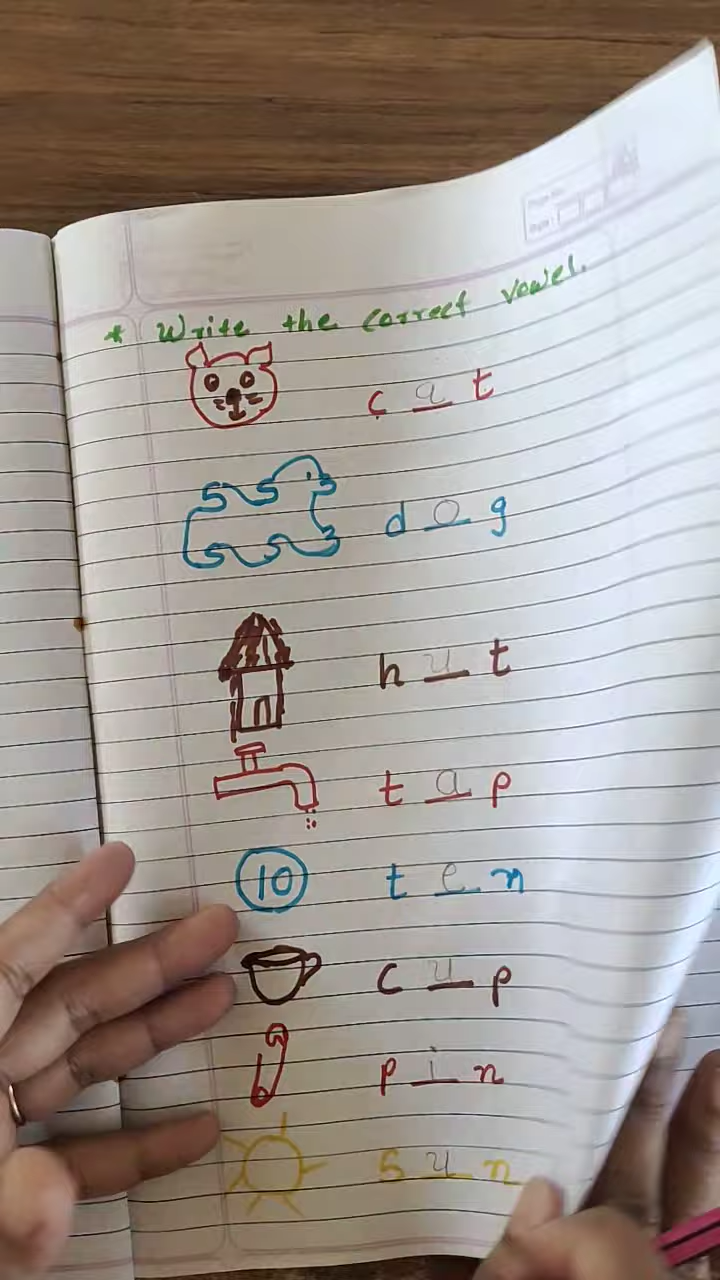 * Write the correct vowel.
c a t
d o g
h u t
t a p
10 t e n
c u p
p i n
s u n